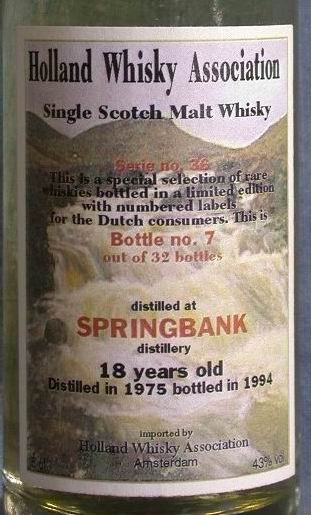 Holland Whisky Association
Single Scotch Malt Whisky
Serie no. 36
This is a special selection of rare
whiskies bottled in a limited edition
with numbered labels
for the Dutch consumers. This is
Bottle no. 7
out of 32 bottles
distilled at
SPRINGBANK
distillery
18 years old
Distilled in 1975 bottled in 1994
imported by
Holland Whisky Association
Amsterdam
43% vol